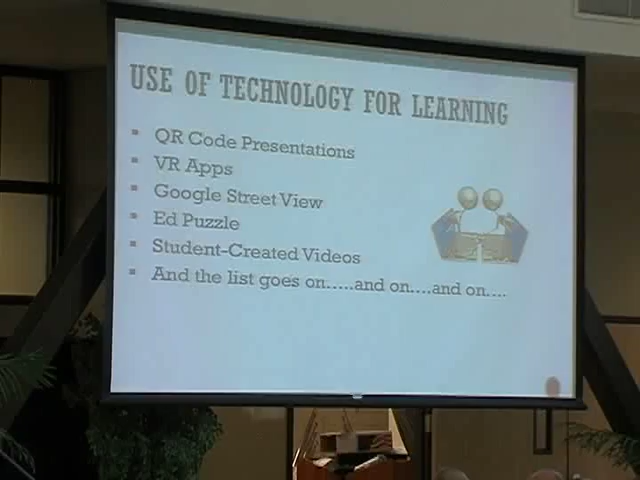 USE OF TECHNOLOGY FOR LEARNING
QR Code Presentations
VR Apps
Google Street View
Ed Puzzle
Student-Created Videos
And the list goes on.....and on....and on....